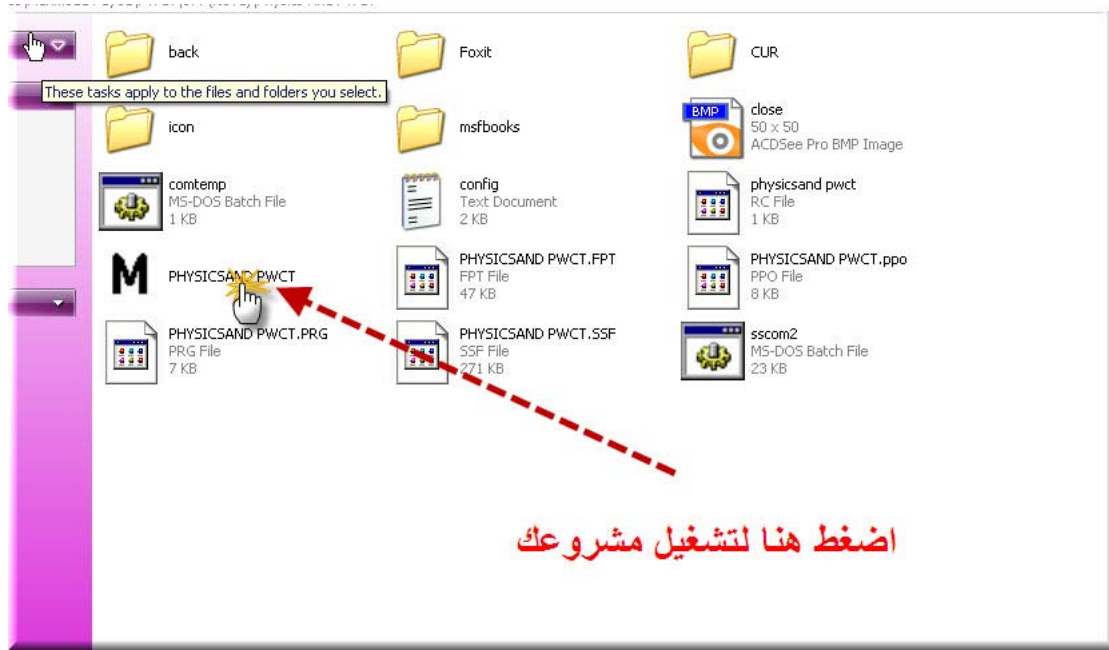 back
Foxit
CUR
These tasks apply to the files and folders you select.
icon
msfbooks
BMP
close
50 x 50
ACDSee Pro BMP Image
comtemp
MS-DOS Batch File
1 KB
config
Text Document
2 KB
physicsand pwct
RC File
1 KB
M
PHYSICSAND PWCT
PHYSICSAND PWCT.FPT
FPT File
47 KB
PHYSICSAND PWCT.ppo
PPO File
8 KB
PHYSICSAND PWCT.PRG
PRG File
7 KB
PHYSICSAND PWCT.SSF
SSF File
271 KB
sscom2
MS-DOS Batch File
23 KB
اضغط هنا لتشغيل مشروعك